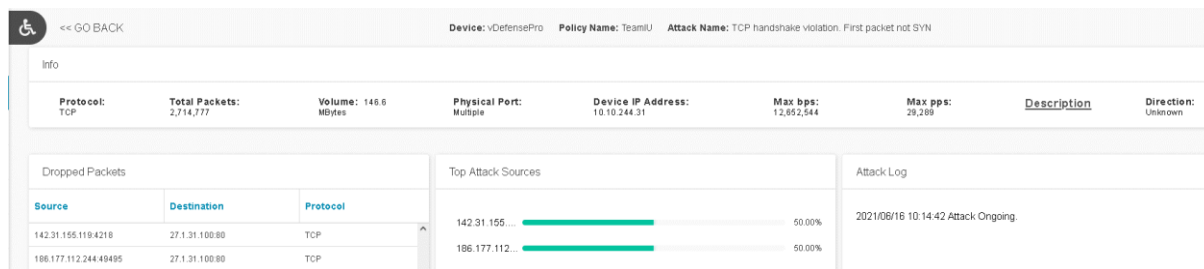 << GO BACK
Device: vDefensePro Policy Name: TeamIU Attack Name: TCP handshake violation. First packet not SYN
Info
Protocol: Total Packets: Volume: 146.6 Physical Port: Device IP Address: Max bps: Max pps: Description Direction:
TCP 2,714,777 MBytes Multiple 10.10.244.31 12,652,544 29,289 Unknown
Dropped Packets
Source Destination Protocol
142.31.155.119:4218 27.1.31.100:80 TCP
186.177.112.244:49495 27.1.31.100:80 TCP
Top Attack Sources
142.31.155.... 50.00%
186.177.112... 50.00%
Attack Log
2021/06/16 10:14:42 Attack Ongoing.